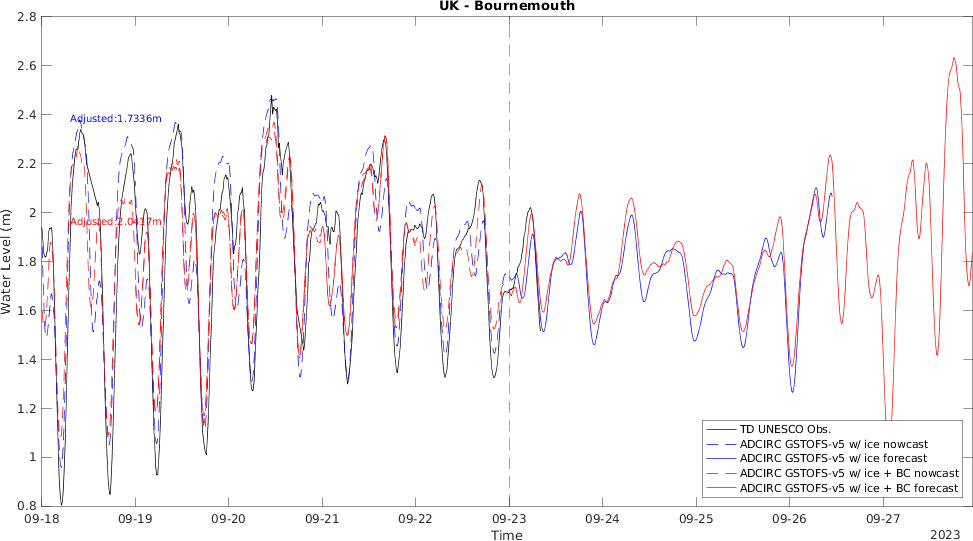 UK - Bournemouth
2.8
2.6
2.4
2.2
2
1.8
1.6
1.4
1.2
1
0.8
Water Level (m)
Adjusted:1.7336m
Adjusted:2.0417m
TD UNESCO Obs.
ADCIRC GSTOFS-v5 w/ ice nowcast
ADCIRC GSTOFS-v5 w/ ice forecast
ADCIRC GSTOFS-v5 w/ ice + BC nowcast
ADCIRC GSTOFS-v5 w/ ice + BC forecast
09-18 09-19 09-20 09-21 09-22 09-23 09-24 09-25 09-26 09-27
Time
2023